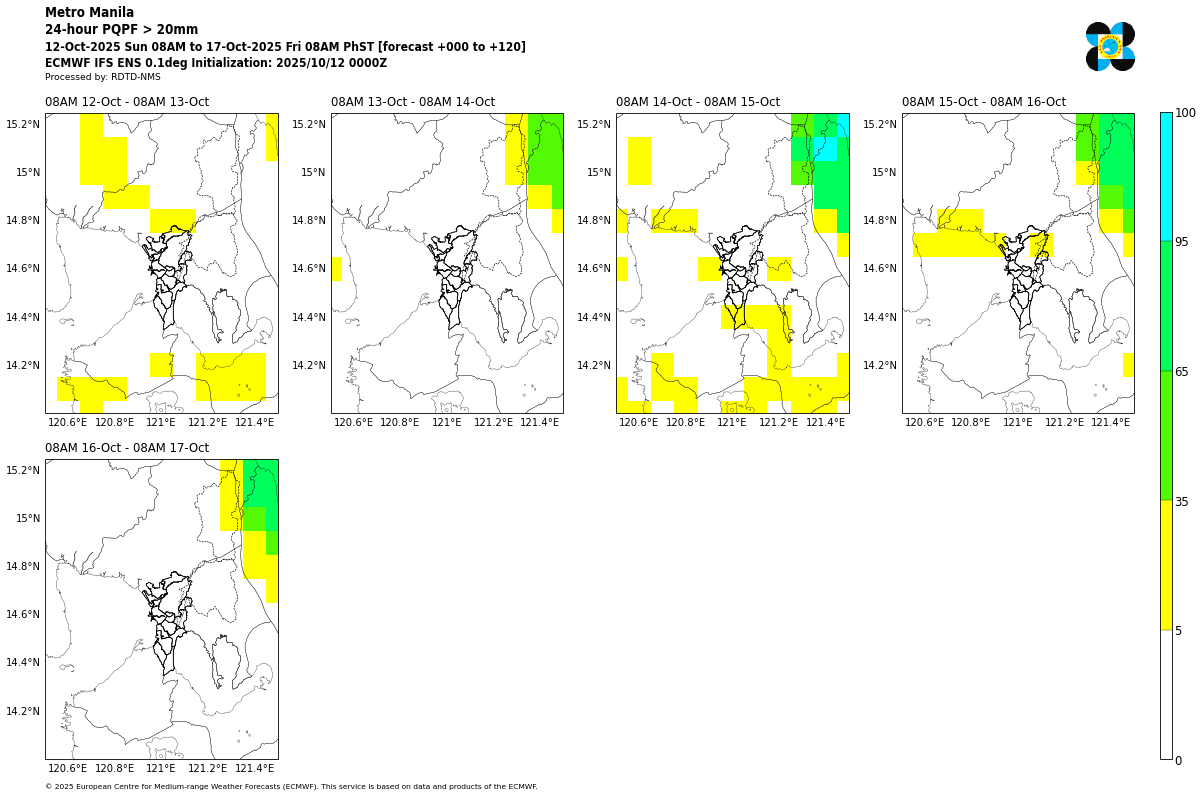 Metro Manila
24-hour PQPF > 20mm
12-Oct-2025 Sun 08AM to 17-Oct-2025 Fri 08AM PhST [forecast +000 to +120]
ECMWF IFS ENS 0.1deg Initialization: 2025/10/12 0000Z
Processed by: RDTD-NMS
08AM 12-Oct - 08AM 13-Oct
15.2°N
15°N
14.8°N
14.6°N
14.4°N
14.2°N
120.6°E 120.8°E 121°E 121.2°E 121.4°E
08AM 13-Oct - 08AM 14-Oct
15.2°N
15°N
14.8°N
14.6°N
14.4°N
14.2°N
120.6°E 120.8°E 121°E 121.2°E 121.4°E
08AM 14-Oct - 08AM 15-Oct
15.2°N
15°N
14.8°N
14.6°N
14.4°N
14.2°N
120.6°E 120.8°E 121°E 121.2°E 121.4°E
08AM 15-Oct - 08AM 16-Oct
15.2°N
15°N
14.8°N
14.6°N
14.4°N
14.2°N
120.6°E 120.8°E 121°E 121.2°E 121.4°E
100
95
65
35
5
0
08AM 16-Oct - 08AM 17-Oct
15.2°N
15°N
14.8°N
14.6°N
14.4°N
14.2°N
120.6°E 120.8°E 121°E 121.2°E 121.4°E
© 2025 European Centre for Medium-range Weather Forecasts (ECMWF). This service is based on data and products of the ECMWF.